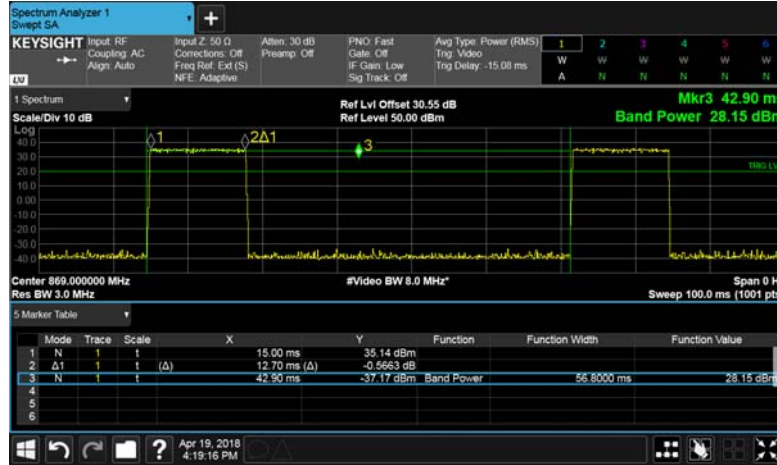 Spectrum Analyzer 1
Swept SA
+
KEYSIGHT Input: RF Input Z: 50 Ω Atten: 30 dB PNO: Fast Avg Type: Power (RMS) 1 2 3 4 5 6
Coupling: AC Corrections: Off Preamp: Off Gate: Off Trig: Video W W W W W W
Align: Auto Freq Ref: Ext (S) IF Gain: Low Trig Delay: -15.08 ms
LXI NFE: Adaptive Sig Track: Off A N N N N N
1 Spectrum Ref Lvl Offset 30.55 dB Mkr3 42.90 m
Scale/Div 10 dB Ref Level 50.00 dBm Band Power 28.15 dBm
Log
40.0 1 2Δ1 3
30.0
20.0 TRIG LV
10.0
0.00
-10.0
-20.0
-30.0
-40.0
Center 869.000000 MHz #Video BW 8.0 MHz* Span 0 H
Res BW 3.0 MHz Sweep 100.0 ms (1001 pts
5 Marker Table
Mode Trace Scale X Y Function Function Width Function Value
1 N 1 t 15.00 ms 35.14 dBm
2 Δ1 1 t (Δ) 12.70 ms (Δ) -0.5663 dB
3 N 1 t 42.90 ms -37.17 dBm Band Power 56.8000 ms 28.15 dBm
4
5
6
? Apr 19, 2018
4:19:16 PM